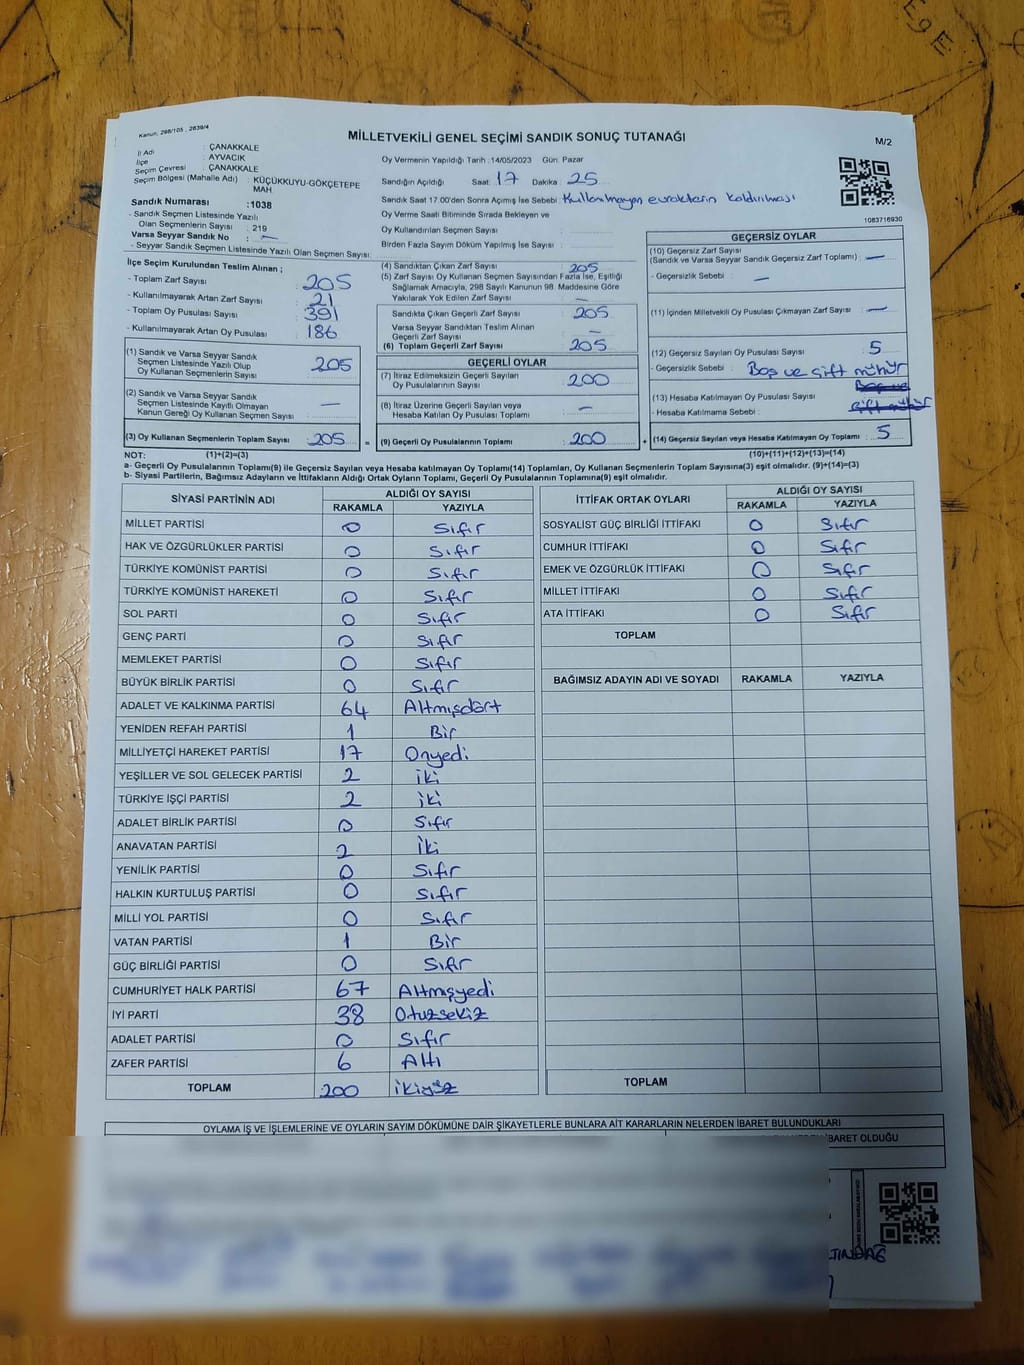 EGE
Kanun, 298/105 , 2839/4
MİLLETVEKİLİ GENEL SEÇİMİ SANDIK SONUÇ TUTANAĞI
M/2
İl Adı : ÇANAKKALE
İlçe : AYVACIK
Seçim Çevresi : ÇANAKKALE
Seçim Bölgesi (Mahalle Adı) : KÜÇÜKKUYU-GÖKÇETEPE MAH
Sandık Numarası :1038
- Sandık Seçmen Listesinde Yazılı
Olan Seçmenlerin Sayısı : 219
Varsa Seyyar Sandık No : —
- Seyyar Sandık Seçmen Listesinde Yazılı Olan Seçmen Sayısı:
Oy Vermenin Yapıldığı Tarih :14/05/2023 Gün: Pazar
Sandığın Açıldığı Saat: 17 Dakika: 25
Sandık Saat 17.00'den Sonra Açımış İse Sebebi : Kullanılmayan evrakların kaldırılması
Oy Verme Saati Bitiminde Sırada Bekleyen ve
Oy Kullandırılan Seçmen Sayısı :
Birden Fazla Sayım Döküm Yapılmış İse Sayısı :
1083716930
İlçe Seçim Kurulundan Teslim Alınan ;
- Toplam Zarf Sayısı : 205
- Kullanılmayarak Artan Zarf Sayısı : 21
- Toplam Oy Pusulası Sayısı : 391
- Kullanılmayarak Artan Oy Pusulası : 186
(1) Sandık ve Varsa Seyyar Sandık
Seçmen Listesinde Yazılı Olup
Oy Kullanan Seçmenlerin Sayısı : 205
(2) Sandık ve Varsa Seyyar Sandık
Seçmen Listesinde Kayıtlı Olmayan
Kanun Gereği Oy Kullanan Seçmen Sayısı : —
(3) Oy Kullanan Seçmenlerin Toplam Sayısı : 205 =
(4) Sandıktan Çıkan Zarf Sayısı : 205
(5) Zarf Sayısı Oy Kullanan Seçmen Sayısından Fazla İse, Eşitliği
Sağlamak Amacıyla, 298 Sayılı Kanunun 98. Maddesine Göre
Yakılarak Yok Edilen Zarf Sayısı : —
Sandıkta Çıkan Geçerli Zarf Sayısı : 205
Varsa Seyyar Sandıktan Teslim Alınan
Geçerli Zarf Sayısı : —
(6) Toplam Geçerli Zarf Sayısı : 205
GEÇERLİ OYLAR
(7) İtiraz Edilmeksizin Geçerli Sayılan
Oy Pusulalarının Sayısı : 200
(8) İtiraz Üzerine Geçerli Sayılan veya
Hesaba Katılan Oy Pusulası Toplamı : —
(9) Geçerli Oy Pusulalarının Toplamı : 200 +
GEÇERSİZ OYLAR
(10) Geçersiz Zarf Sayısı
(Sandık ve Varsa Seyyar Sandık Geçersiz Zarf Toplamı) : —
- Geçersizlik Sebebi : —
(11) İçinden Milletvekili Oy Pusulası Çıkmayan Zarf Sayısı : —
(12) Geçersiz Sayılan Oy Pusulası Sayısı : 5
- Geçersizlik Sebebi : Boş ve çift mühür
(13) Hesaba Katılmayan Oy Pusulası Sayısı : Boş ve
- Hesaba Katılmama Sebebi : çift mühür
(14) Geçersiz Sayılan veya Hesaba Katılmayan Oy Toplamı : 5
NOT: (1)+(2)=(3) (10)+(11)+(12)+(13)=(14)
a- Geçerli Oy Pusulalarının Toplamı(9) ile Geçersiz Sayılan veya Hesaba katılmayan Oy Toplam(14) Toplamları, Oy Kullanan Seçmenlerin Toplam Sayısına(3) eşit olmalıdır. (9)+(14)=(3)
b- Siyasi Partilerin, Bağımsız Adayların ve İttifakların Aldığı Ortak Oyların Toplamı, Geçerli Oy Pusulalarının Toplamına(9) eşit olmalıdır.
SİYASİ PARTİNİN ADI ALDIĞI OY SAYISI
RAKAMLA YAZIYLA
MİLLET PARTİSİ 0 Sıfır
HAK VE ÖZGÜRLÜKLER PARTİSİ 0 Sıfır
TÜRKİYE KOMÜNİST PARTİSİ 0 Sıfır
TÜRKİYE KOMÜNİST HAREKETİ 0 Sıfır
SOL PARTİ 0 Sıfır
GENÇ PARTİ 0 Sıfır
MEMLEKET PARTİSİ 0 Sıfır
BÜYÜK BİRLİK PARTİSİ 0 Sıfır
ADALET VE KALKINMA PARTİSİ 64 Altmışdört
YENİDEN REFAH PARTİSİ 1 Bir
MİLLİYETÇİ HAREKET PARTİSİ 17 Onyedi
YEŞİLLER VE SOL GELECEK PARTİSİ 2 iki
TÜRKİYE İŞÇİ PARTİSİ 2 iki
ADALET BİRLİK PARTİSİ 0 Sıfır
ANAVATAN PARTİSİ 2 İki
YENİLİK PARTİSİ 0 Sıfır
HALKIN KURTULUŞ PARTİSİ 0 Sıfır
MİLLİ YOL PARTİSİ 0 Sıfır
VATAN PARTİSİ 1 Bir
GÜÇ BİRLİĞİ PARTİSİ 0 Sıfır
CUMHURİYET HALK PARTİSİ 67 Altmışyedi
İYİ PARTİ 38 Otuzsekiz
ADALET PARTİSİ 0 Sıfır
ZAFER PARTİSİ 6 Altı
TOPLAM 200 ikiyüz
İTTİFAK ORTAK OYLARI ALDIĞI OY SAYISI
RAKAMLA YAZIYLA
SOSYALİST GÜÇ BİRLİĞİ İTTİFAKI 0 Sıfır
CUMHUR İTTİFAKI 0 Sıfır
EMEK VE ÖZGÜRLÜK İTTİFAKI 0 Sıfır
MİLLET İTTİFAKI 0 Sıfır
ATA İTTİFAKI 0 Sıfır
TOPLAM
BAĞIMSIZ ADAYIN ADI VE SOYADI RAKAMLA YAZIYLA
TOPLAM
OYLAMA İŞ VE İŞLEMLERİNE VE OYLARIN SAYIM DÖKÜMÜNE DAİR ŞİKAYETLERLE BUNLARA AİT KARARLARIN NELERDEN İBARET BULUNDUKLARI
İBARET OLDUĞU